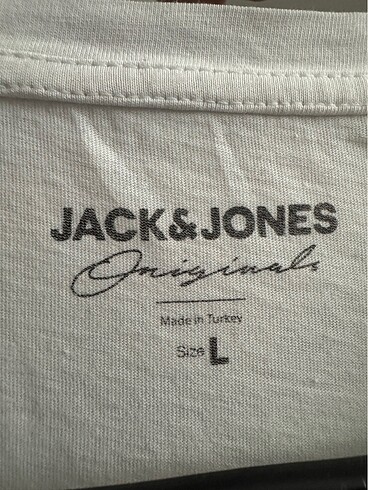 JACK&JONES
Originals
Made in Turkey
Size L